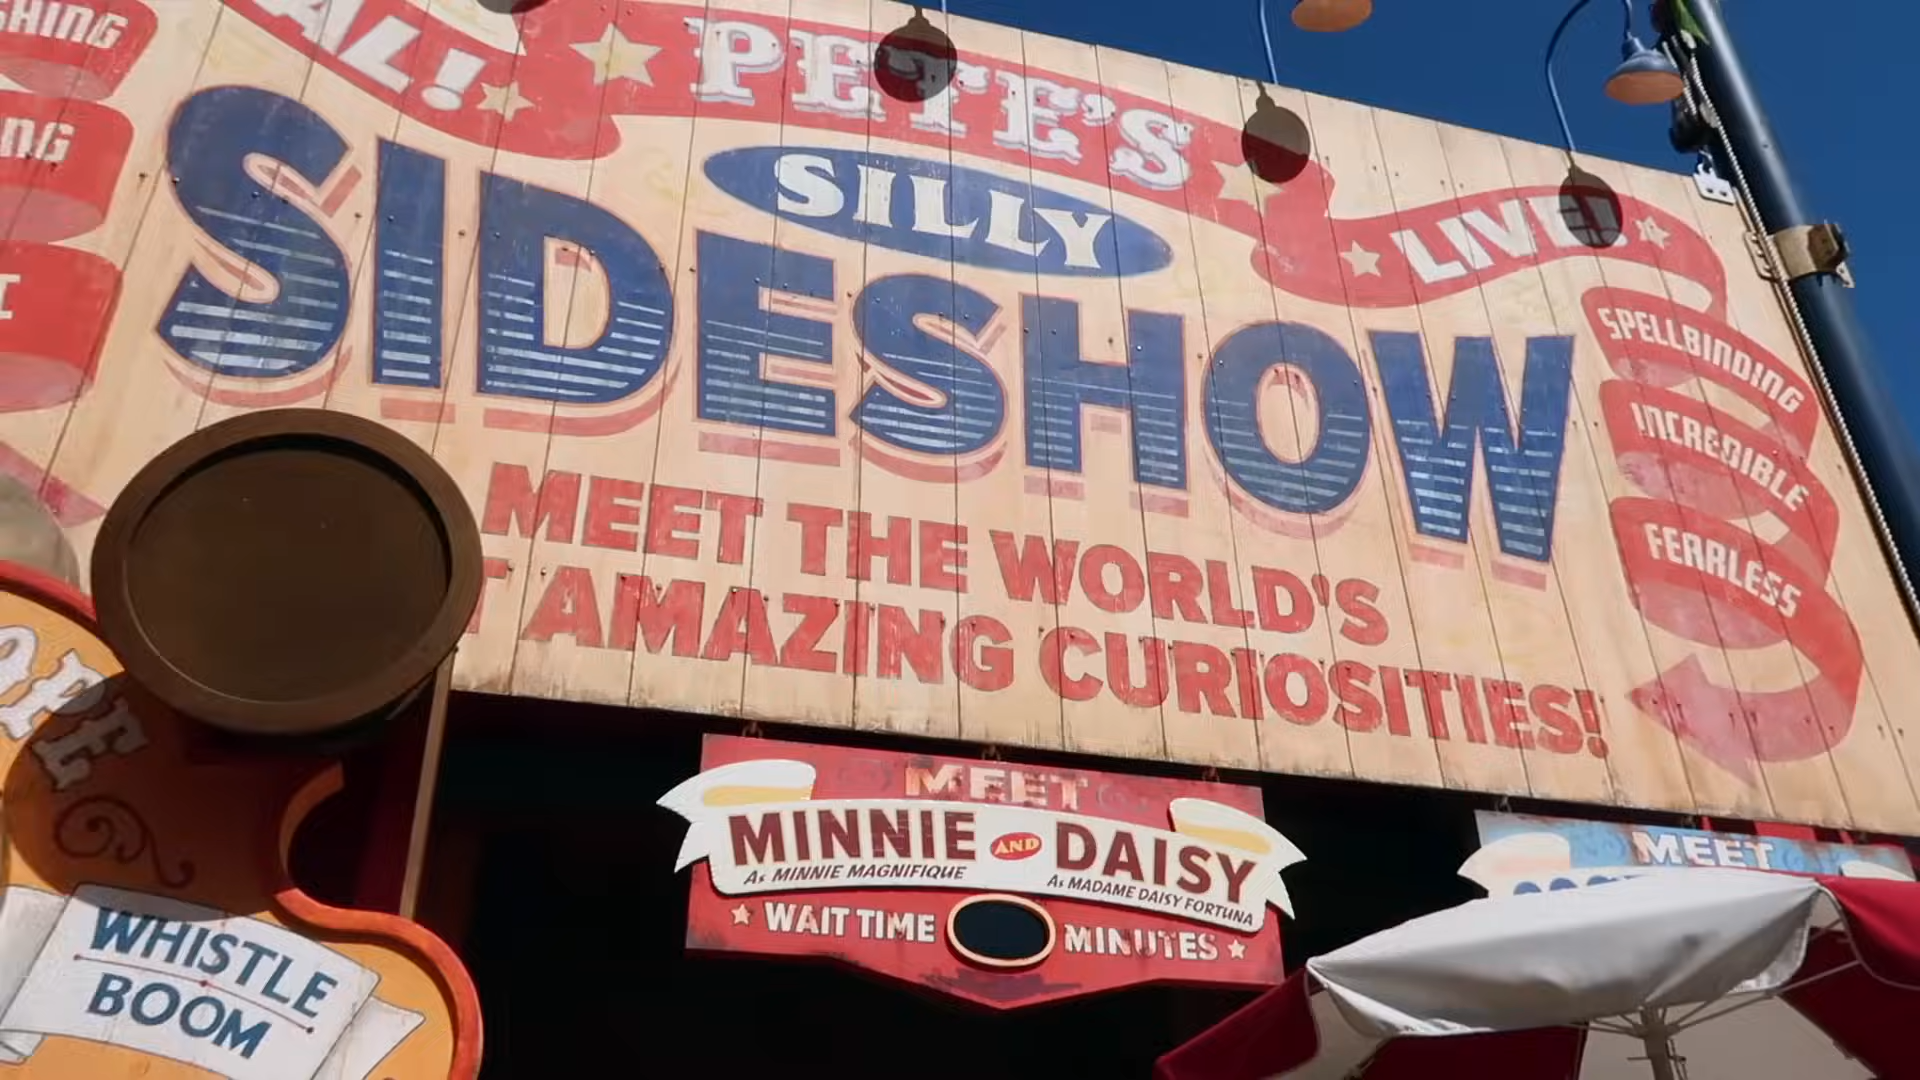 PETE'S
LIVE!
SILLY
SIDESHOW
SPELLBINDING
INCREDIBLE
FEARLESS
MEET THE WORLD'S
AMAZING CURIOSITIES!
MEET
MINNIE AND DAISY
As MINNIE MAGNIFIQUE
As MADAME DAISY FORTUNA
WAIT TIME MINUTES
MEET
WHISTLE
BOOM